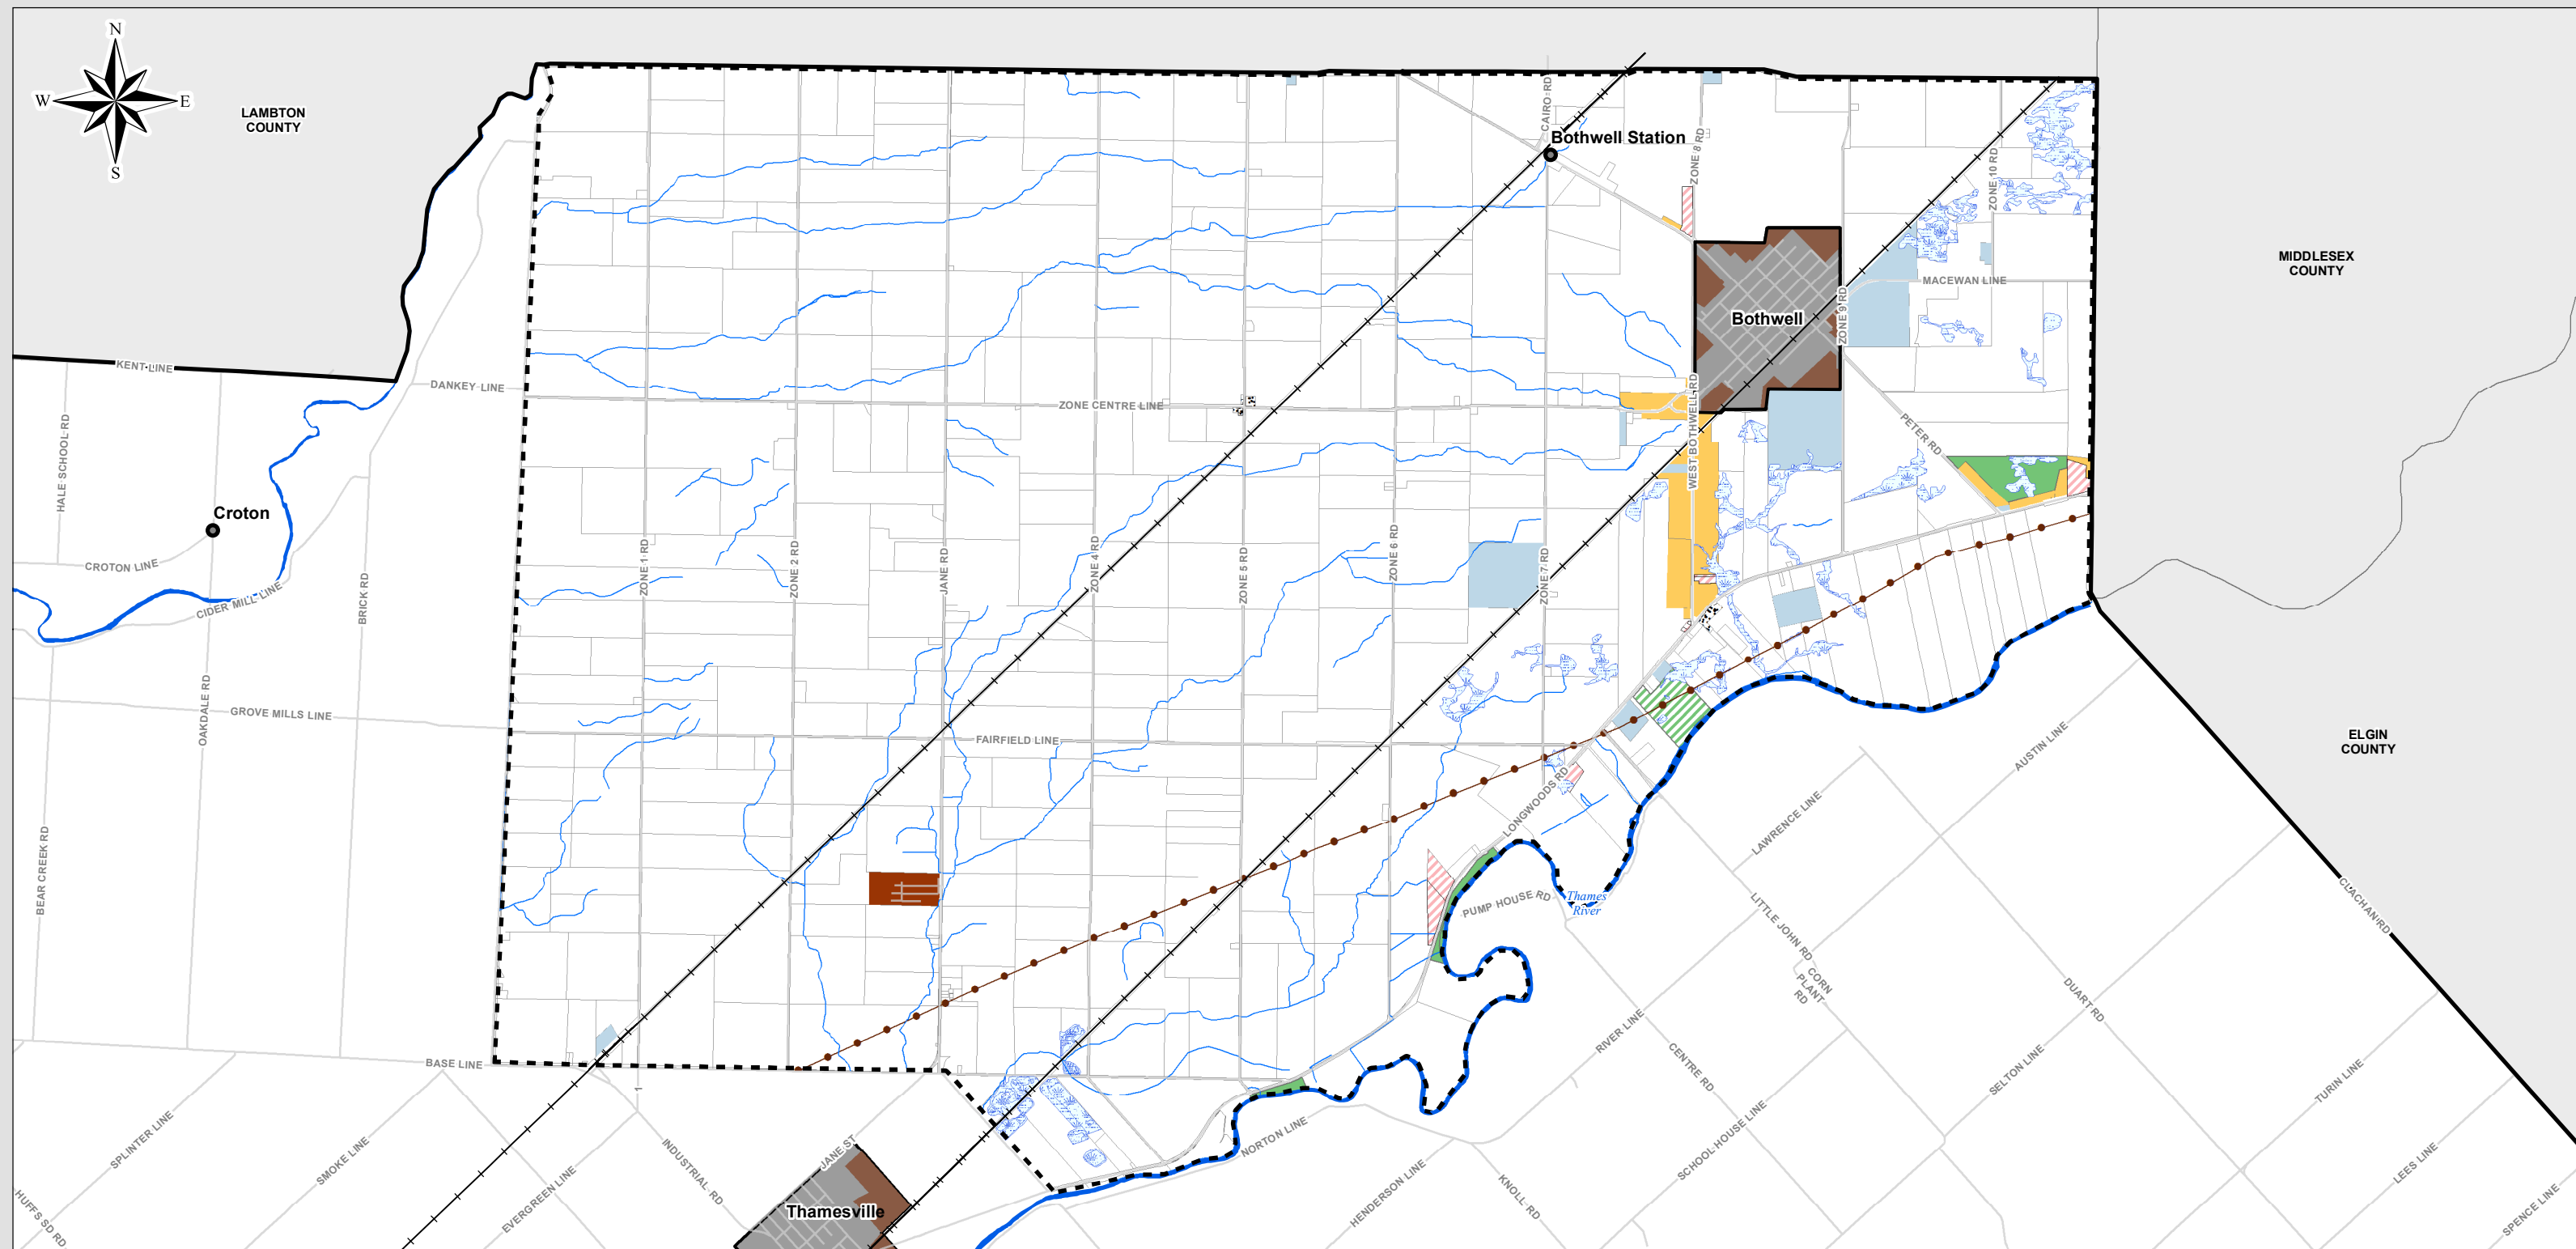 N
W
E
S
LAMBTON
COUNTY
MIDDLESEX
COUNTY
ELGIN
COUNTY
CAIRO RD
Bothwell Station
ZONE 8 RD
ZONE 10 RD
MACEWAN LINE
ZONE 9 RD
Bothwell
KENT LINE
DANKEY LINE
ZONE CENTRE LINE
WEST BOTHWELL RD
PETER RD
HALE SCHOOL RD
Croton
CROTON LINE
CIDER MILL LINE
BRICK RD
ZONE 1 RD
ZONE 2 RD
JANE RD
ZONE 4 RD
ZONE 5 RD
ZONE 6 RD
ZONE 7 RD
OAKDALE RD
GROVE MILLS LINE
FAIRFIELD LINE
AUSTIN LINE
LONGWOODS RD
LAWRENCE LINE
BEAR CREEK RD
PUMP HOUSE RD
Thames
River
LITTLE JOHN RD
CORN
PLANT
RD
CLACHAN RD
DUART RD
RIVER LINE
CENTRE RD
SELTON LINE
TURIN LINE
BASE LINE
1
SPLINTER LINE
SMOKE LINE
EVERGREEN LINE
INDUSTRIAL RD
JANE ST
Thamesville
NORTON LINE
HENDERSON LINE
KNOLL RD
SCHOOL HOUSE LINE
LEES LINE
SPENCE LINE
HUFFS SD RD